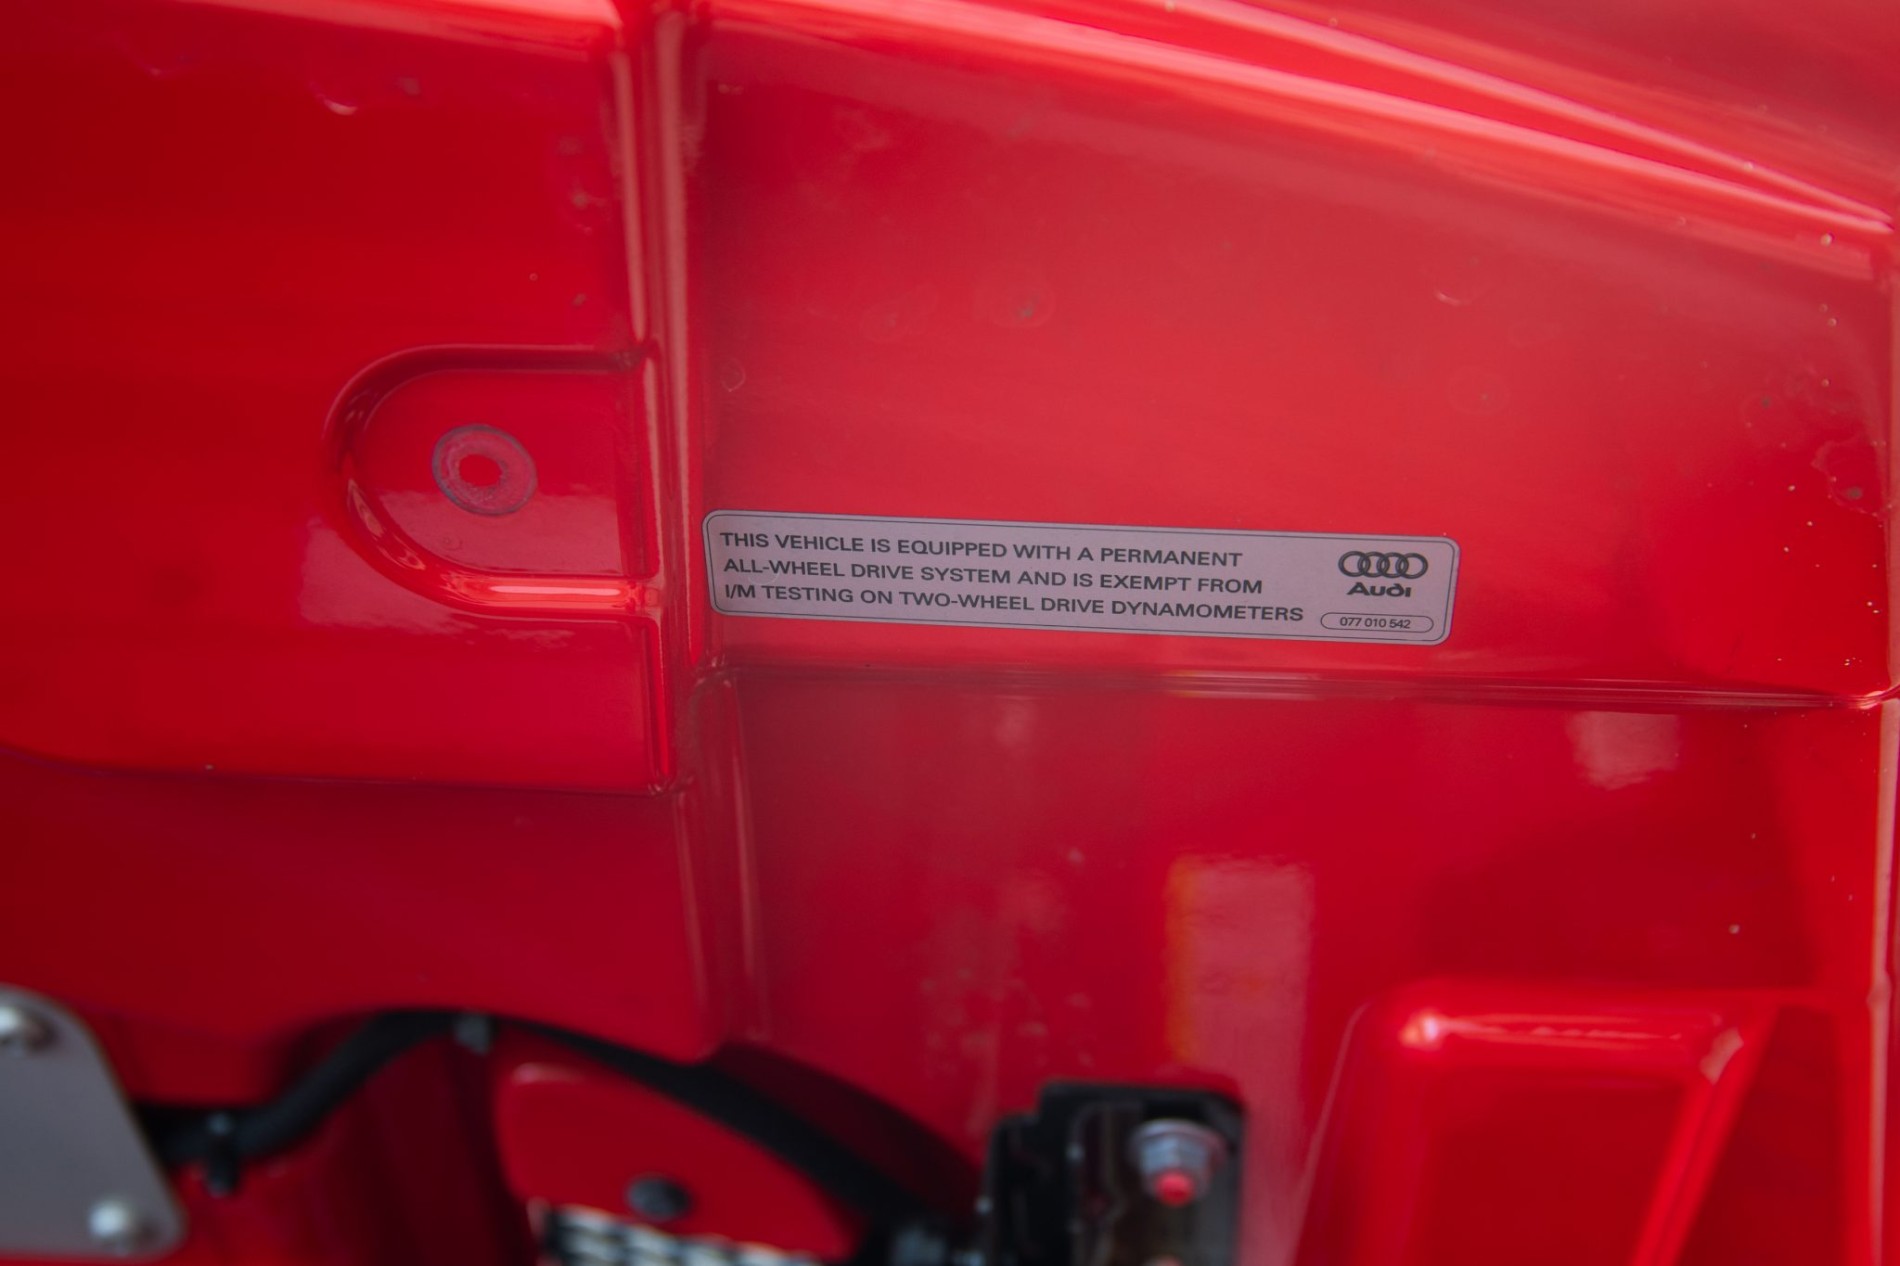 THIS VEHICLE IS EQUIPPED WITH A PERMANENT
ALL-WHEEL DRIVE SYSTEM AND IS EXEMPT FROM
I/M TESTING ON TWO-WHEEL DRIVE DYNAMOMETERS
Audi
077 010 542